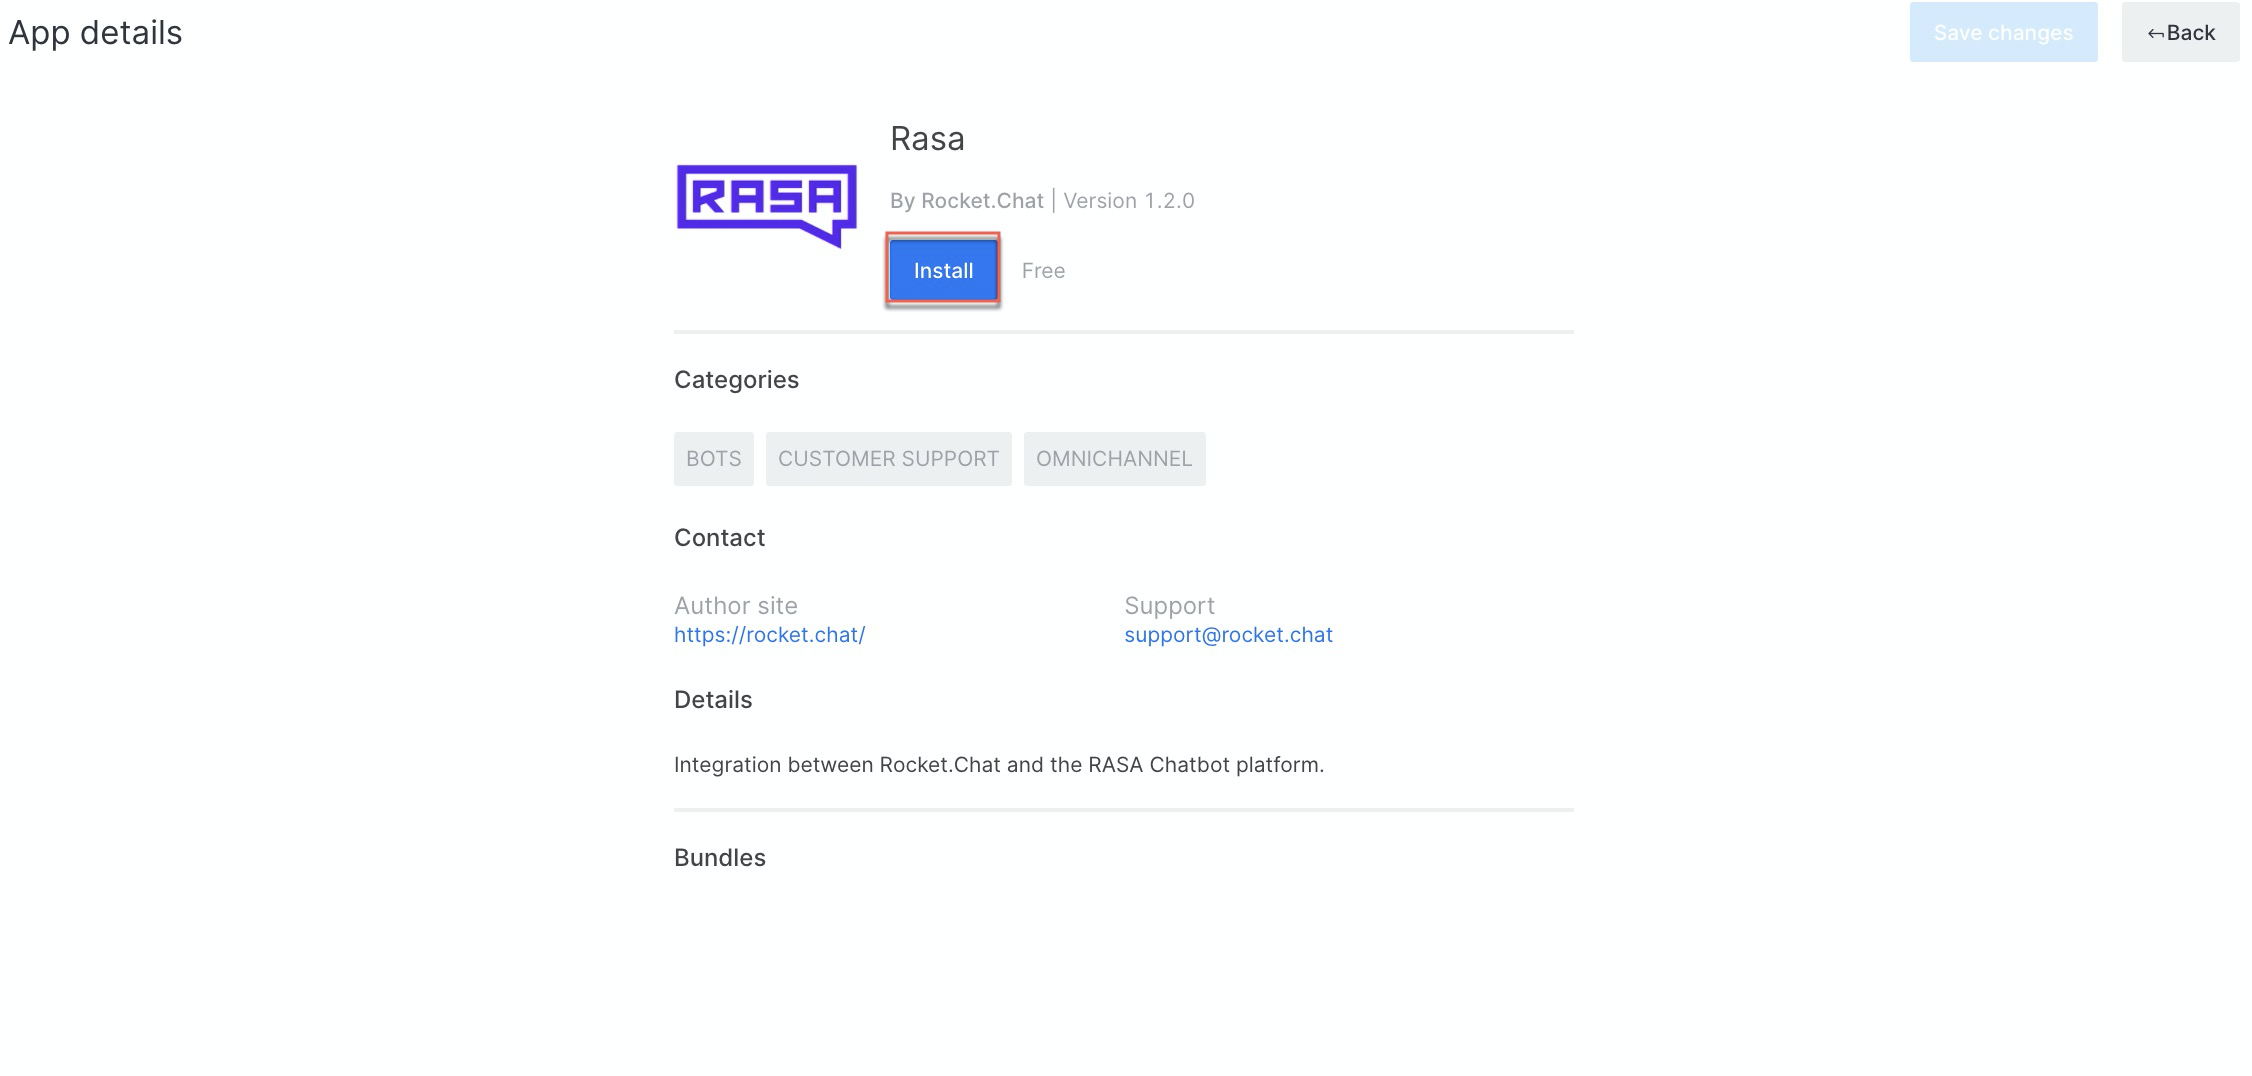 App details
Save changes
←Back
Rasa
RASA
By Rocket.Chat | Version 1.2.0
Install
Free
Categories
BOTS
CUSTOMER SUPPORT
OMNICHANNEL
Contact
Author site
https://rocket.chat/
Support
support@rocket.chat
Details
Integration between Rocket.Chat and the RASA Chatbot platform.
Bundles